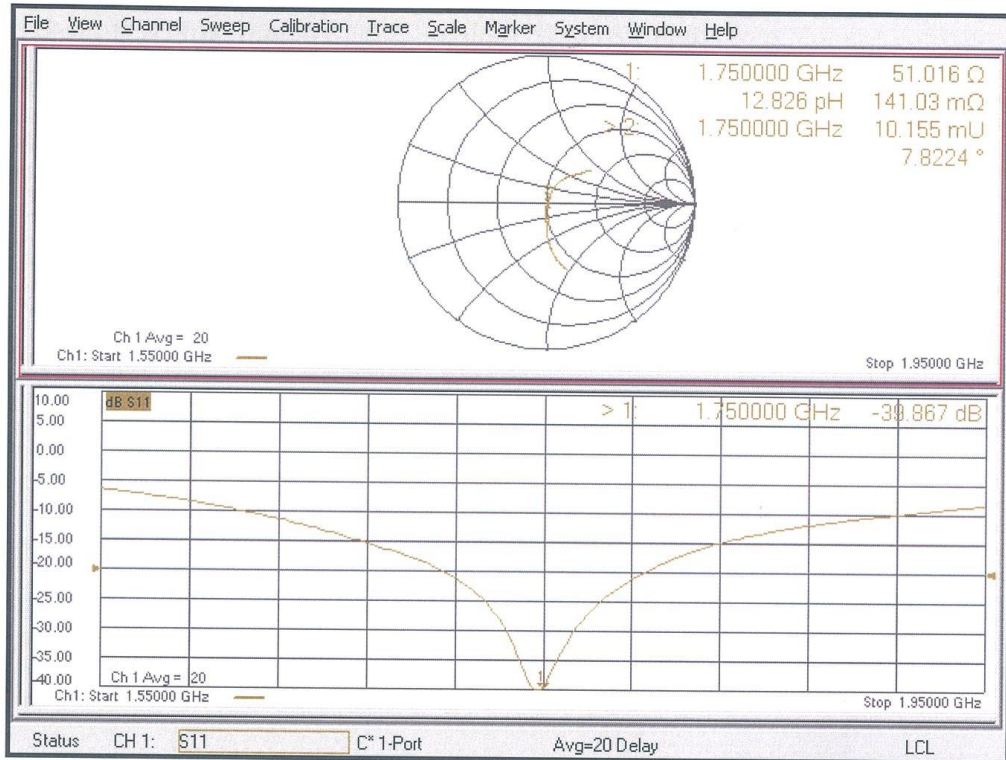 File View Channel Sweep Calibration Trace Scale Marker System Window Help
1: 1.750000 GHz 51.016 Ω
12.826 pH 141.03 mΩ
> 2: 1.750000 GHz 10.155 mU
7.8224 °
Ch 1 Avg = 20
Ch1: Start 1.55000 GHz
Stop 1.95000 GHz
dB S11
> 1: 1.750000 GHz -39.867 dB
10.00
5.00
0.00
-5.00
-10.00
-15.00
-20.00
-25.00
-30.00
-35.00
-40.00
1
Ch 1 Avg = 20
Ch1: Start 1.55000 GHz
Stop 1.95000 GHz
Status CH 1: S11 C* 1-Port Avg=20 Delay LCL